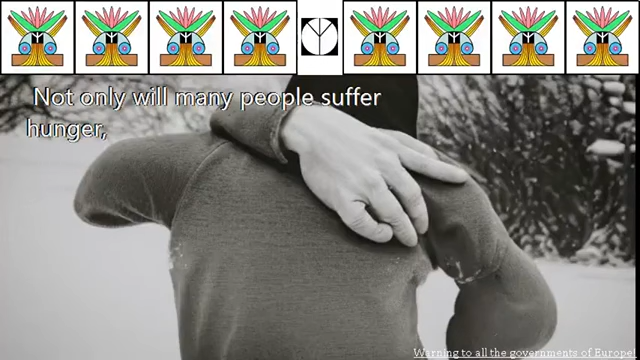 Not only will many people suffer
hunger,
Warning to all the governments of Europe!